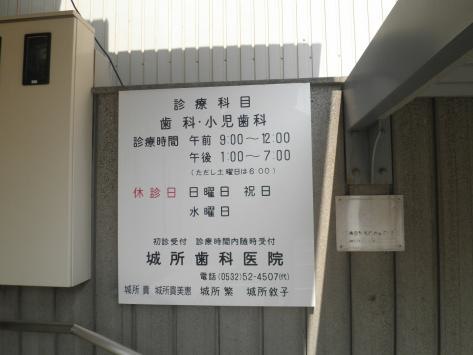 診療科目
歯科・小児歯科
診療時間 午前 9:00〜12:00
午後 1:00〜7:00
(ただし土曜日は6:00)
休診日 日曜日 祝日
水曜日
初診受付 診療時間内随時受付
城所歯科医院
電話(0532)52-4507(代)
城所 貴 城所貴美恵 城所 繁 城所敘子